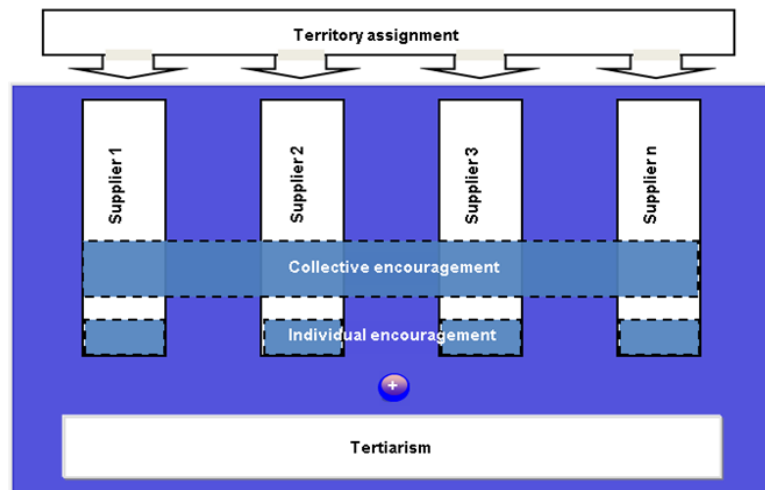 Territory assignment
Supplier 1
Supplier 2
Supplier 3
Supplier n
Collective encouragement
Individual encouragement
+
Tertiarism